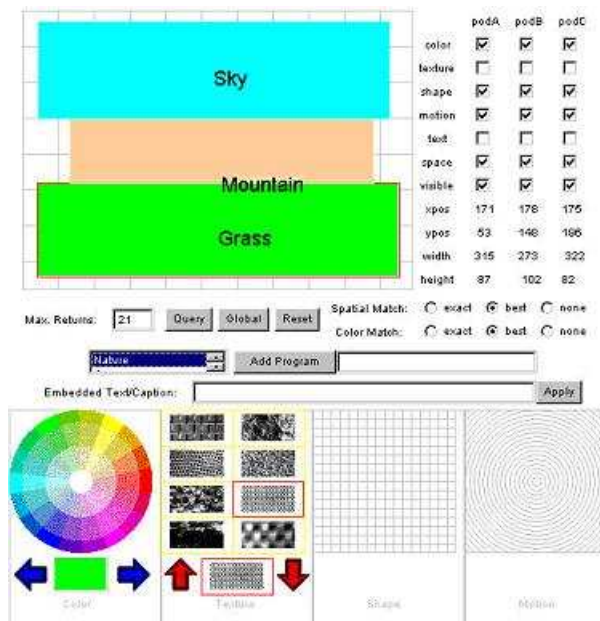 podA podB podC
color
texture
shape
motion
text
space
visible
xpos 171 178 175
ypos 53 148 186
width 315 273 322
height 87 102 82
Sky
Mountain
Grass
Max. Returns: 21 Query Global Reset
Spatial Match: exact best none
Color Match: exact best none
Nature Add Program
Embedded Text/Caption: Apply
Color Texture Shape Motion